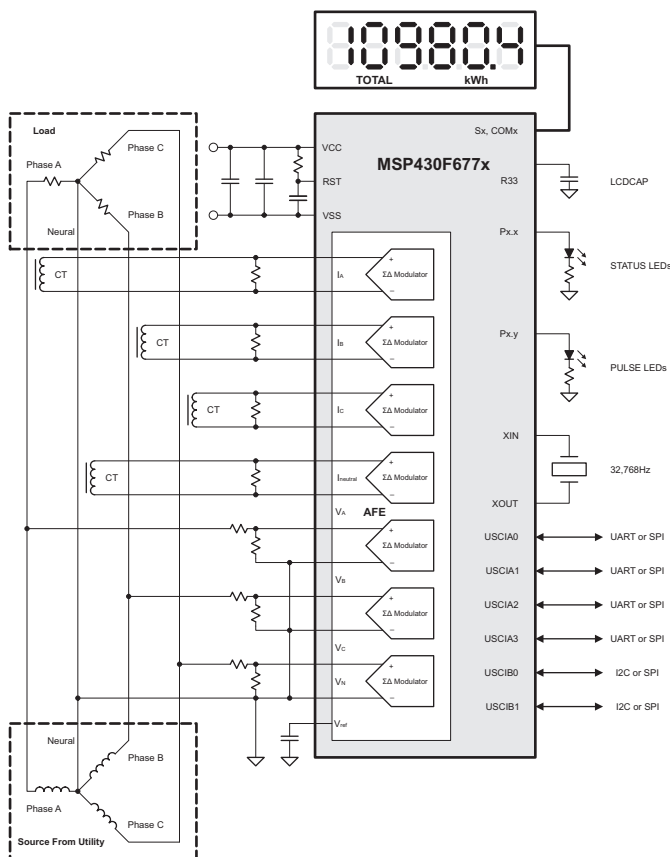 10980.4
TOTAL kWh
Load
Phase C
Phase A
Phase B
Neural
VCC
RST
VSS
MSP430F677x
Sx, COMx
R33
LCDCAP
Px.x
STATUS LEDs
Px.y
PULSE LEDs
XIN
32,768Hz
XOUT
USCIA0 UART or SPI
USCIA1 UART or SPI
USCIA2 UART or SPI
USCIA3 UART or SPI
USCIB0 I2C or SPI
USCIB1 I2C or SPI
CT
IA
+
ΣΔ Modulator
–
CT
IB
+
ΣΔ Modulator
–
CT
IC
+
ΣΔ Modulator
–
CT
Ineutral
+
ΣΔ Modulator
–
VA
AFE
+
ΣΔ Modulator
–
VB
+
ΣΔ Modulator
–
VC
+
VN
ΣΔ Modulator
–
Vref
Neural
Phase B
Phase A
Phase C
Source From Utility